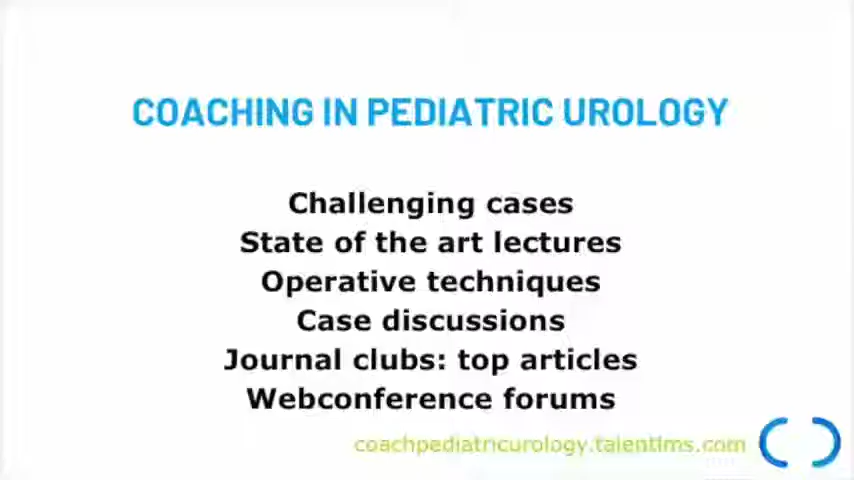 COACHING IN PEDIATRIC UROLOGY
Challenging cases
State of the art lectures
Operative techniques
Case discussions
Journal clubs: top articles
Webconference forums
coachpediatricurology.talentlms.com